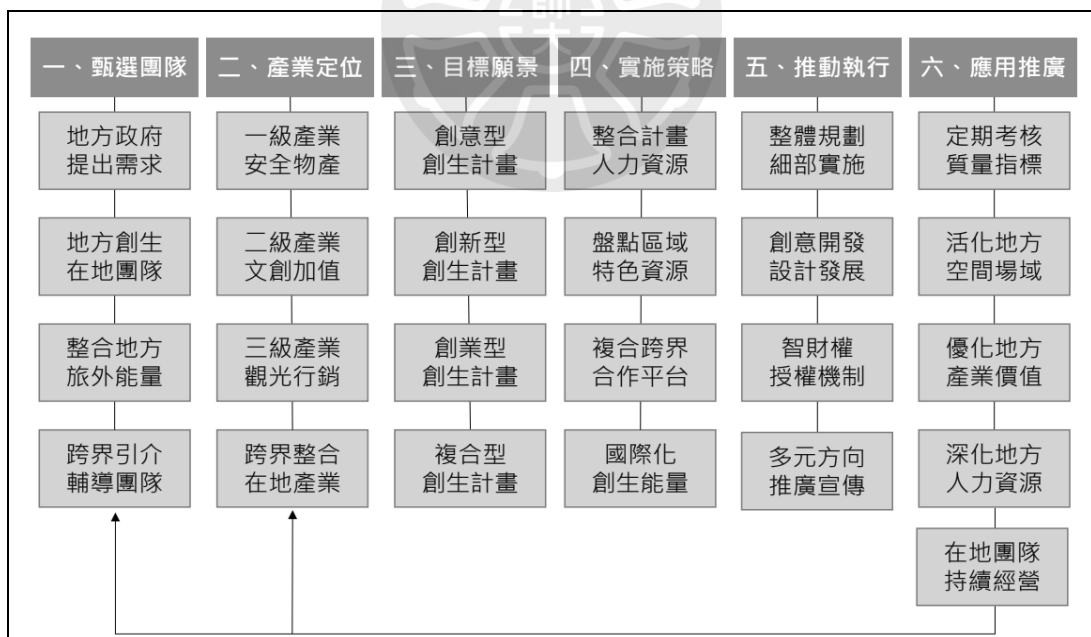 一、甄選團隊
地方政府
提出需求
地方創生
在地團隊
整合地方
旅外能量
跨界引介
輔導團隊
二、產業定位
一級產業
安全物產
二級產業
文創加值
三級產業
觀光行銷
跨界整合
在地產業
三、目標願景
創意型
創生計畫
創新型
創生計畫
創業型
創生計畫
複合型
創生計畫
四、實施策略
整合計畫
人力資源
盤點區域
特色資源
複合跨界
合作平台
國際化
創生能量
五、推動執行
整體規劃
細部實施
創意開發
設計發展
智財權
授權機制
多元方向
推廣宣傳
六、應用推廣
定期考核
質量指標
活化地方
空間場域
優化地方
產業價值
深化地方
人力資源
在地團隊
持續經營